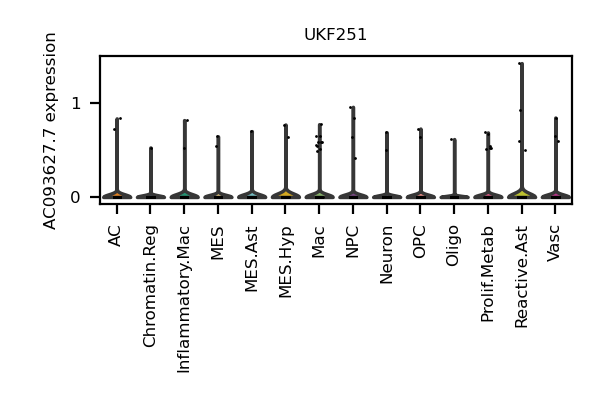 UKF251
AC093627.7 expression
1
0
AC
Chromatin.Reg
Inflammatory.Mac
MES
MES.Ast
MES.Hyp
Mac
NPC
Neuron
OPC
Oligo
Prolif.Metab
Reactive.Ast
Vasc